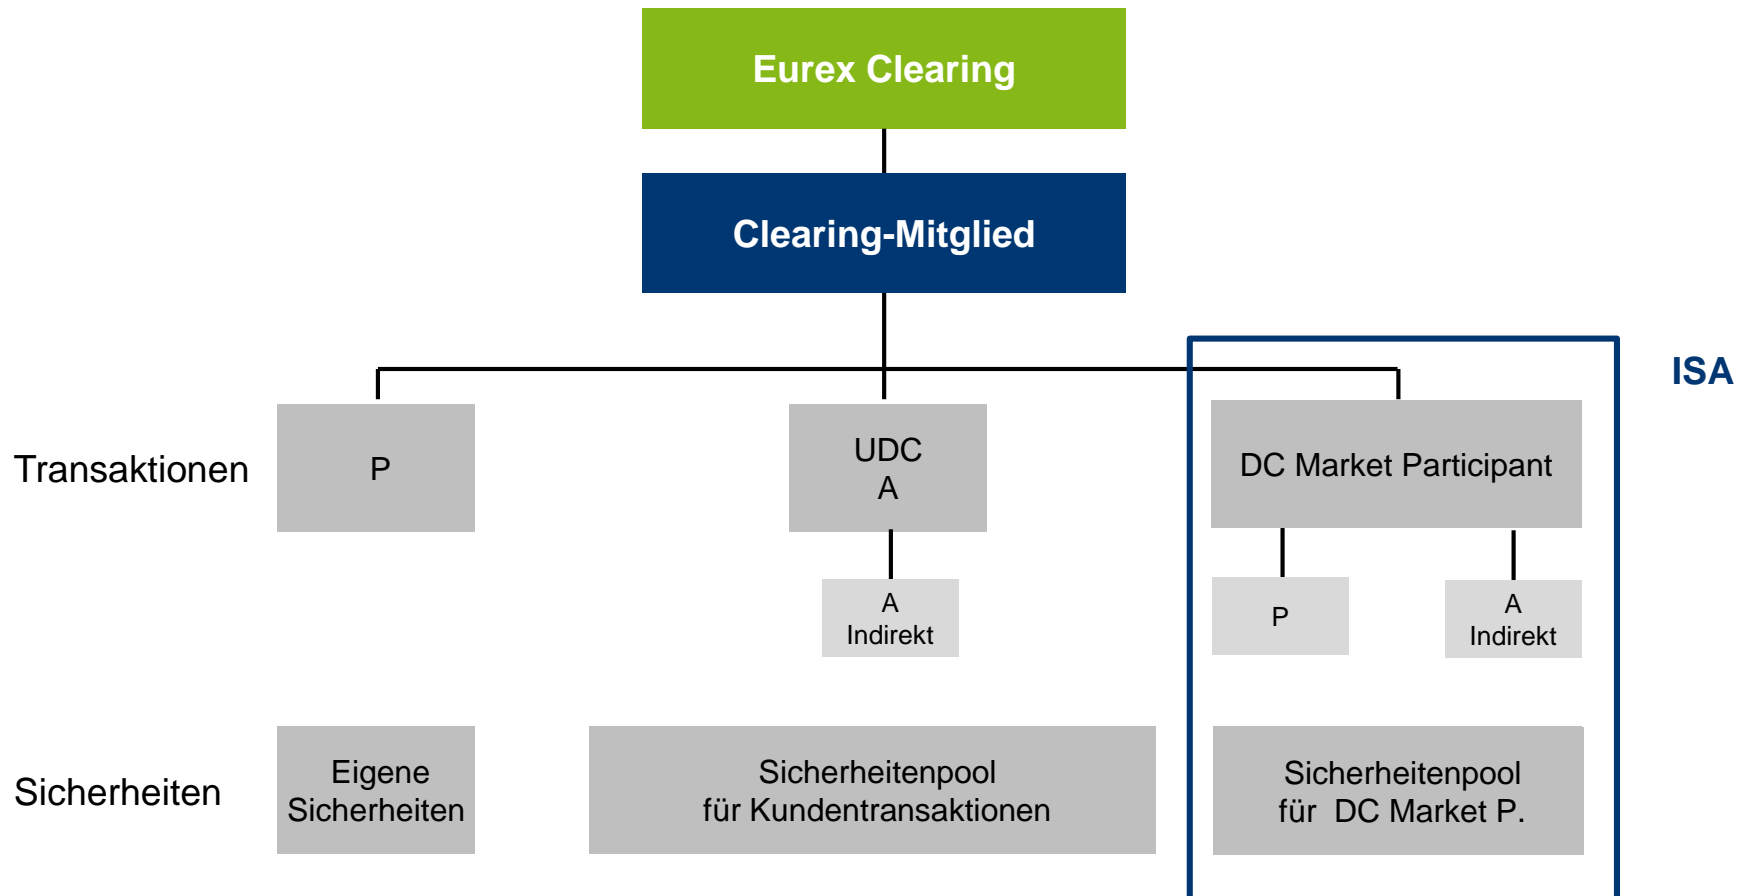 Eurex Clearing
Clearing-Mitglied
ISA
Transaktionen
P
UDC
A
DC Market Participant
A
Indirekt
P
A
Indirekt
Sicherheiten
Eigene
Sicherheiten
Sicherheitenpool
für Kundentransaktionen
Sicherheitenpool
für DC Market P.